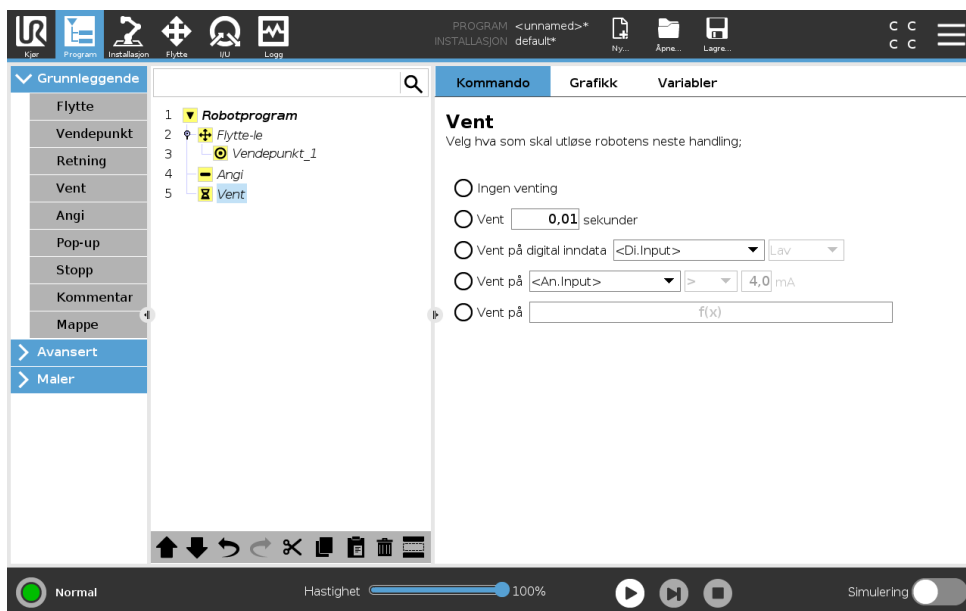 UR
PROGRAM <unnamed>*
INSTALLASJON default*
Kjør Program Installasjon Flytte I/U Logg
Ny... Åpne... Lagre...
C C
C C
Grunnleggende
Flytte
Vendepunkt
Retning
Vent
Angi
Pop-up
Stopp
Kommentar
Mappe
Avansert
Maler
1 Robotprogram
2 Flytte-le
3 Vendepunkt_1
4 Angi
5 Vent
Kommando Grafikk Variabler
Vent
Velg hva som skal utløse robotens neste handling;
Ingen venting
Vent 0,01 sekunder
Vent på digital inndata <Di.Input> Lav
Vent på <An.Input> > 4,0 mA
Vent på f(x)
Normal
Hastighet 100%
Simulering